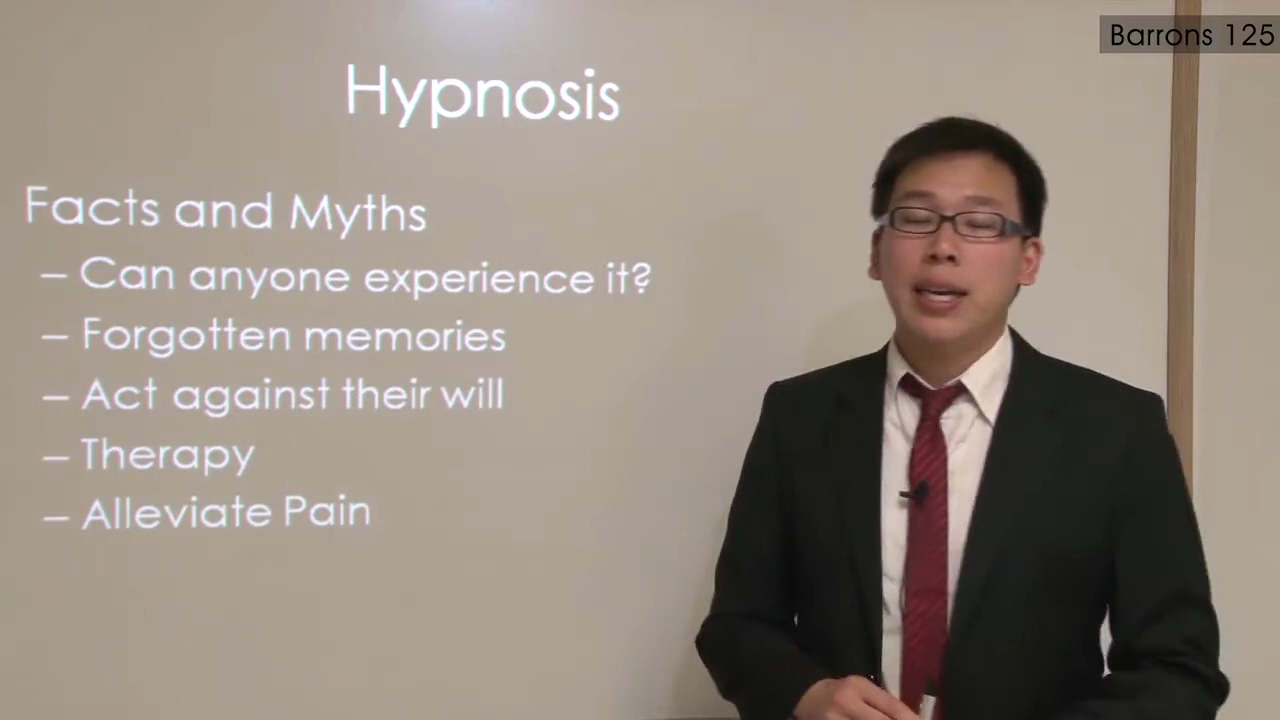 Barrons 125
Hypnosis
Facts and Myths
– Can anyone experience it?
– Forgotten memories
– Act against their will
– Therapy
– Alleviate Pain